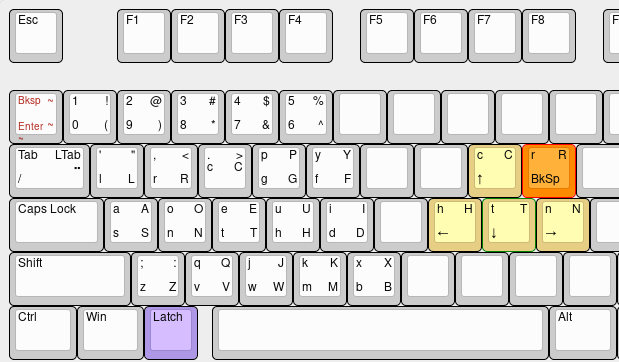 Esc F1 F2 F3 F4 F5 F6 F7 F8 F
Bksp ~ 1 ! 2 @ 3 # 4 $ 5 %
Enter ~ 0 ( 9 ) 8 * 7 & 6 ^
~
Tab LTab ' " , < . > p P y Y c C r R
/ " l L r R c C g G f F ↑ BkSp
Caps Lock a A o O e E u U i I h H t T n N
s S n N t T h H d D ← ↓ →
Shift ; : q Q j J k K x X
z Z v V w W m M b B
Ctrl Win Latch Alt